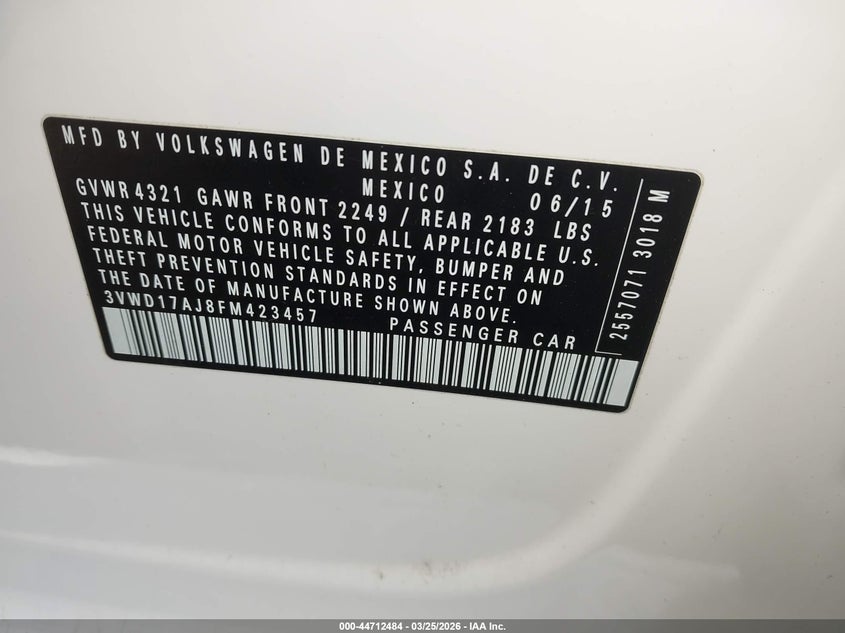 MFD BY VOLKSWAGEN DE MEXICO S.A. DE C.V.
MEXICO 06/15
GVWR 4321 GAWR FRONT 2249 / REAR 2183 LBS
THIS VEHICLE CONFORMS TO ALL APPLICABLE U.S.
FEDERAL MOTOR VEHICLE SAFETY, BUMPER AND
THEFT PREVENTION STANDARDS IN EFFECT ON
THE DATE OF MANUFACTURE SHOWN ABOVE.
3VWD17AJ8FM423457 PASSENGER CAR
2557071 3018 M
000-44712484 - 03/25/2026 - IAA Inc.